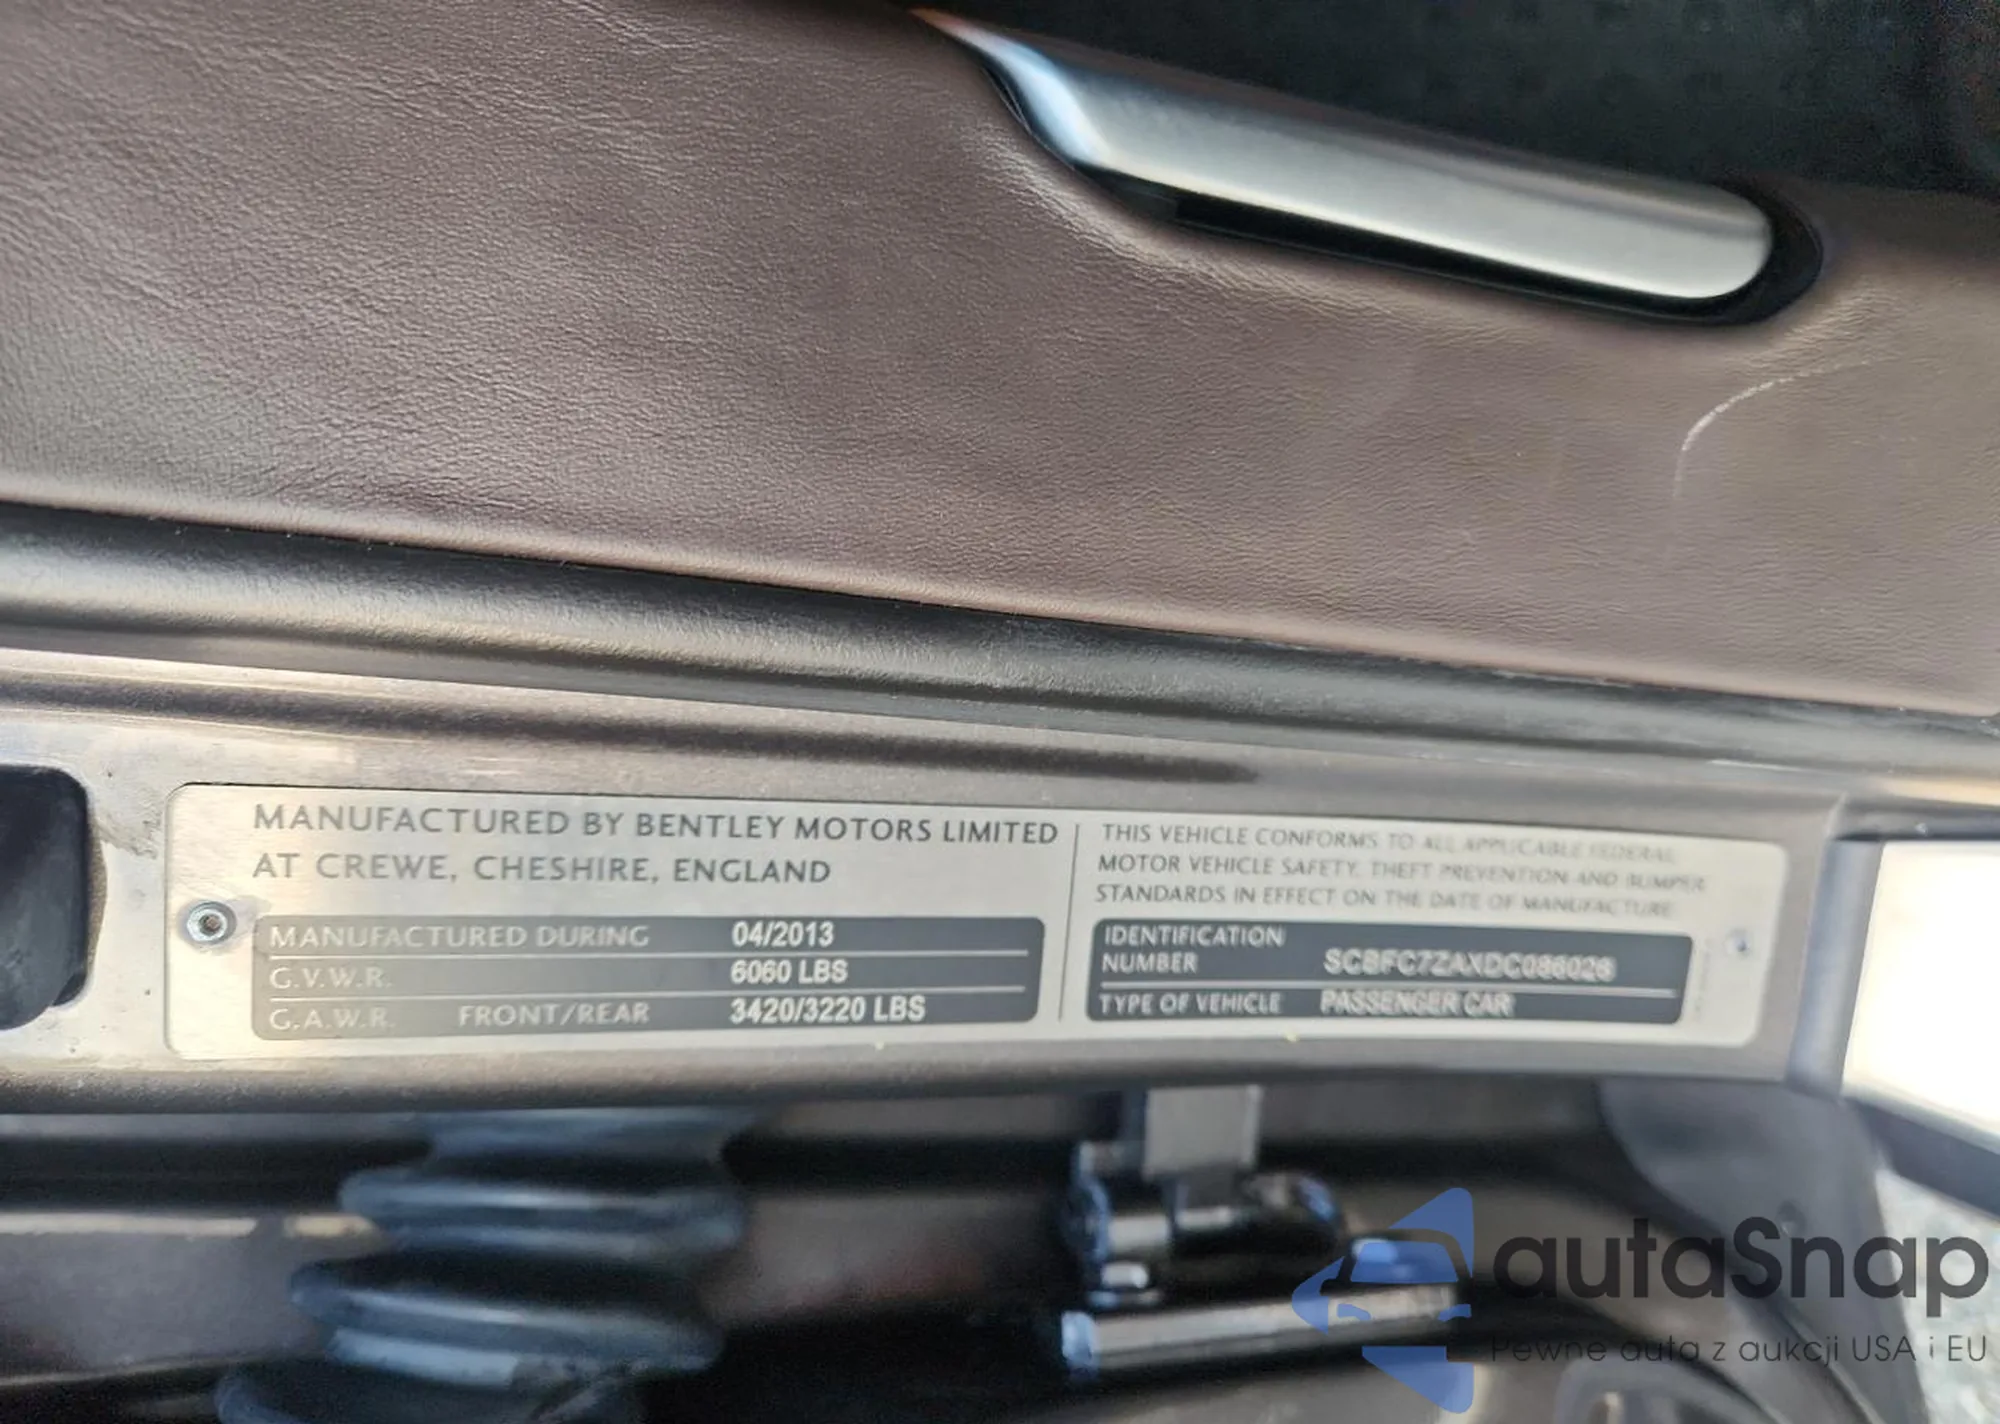 MANUFACTURED BY BENTLEY MOTORS LIMITED
AT CREWE, CHESHIRE, ENGLAND
MANUFACTURED DURING 04/2013
G.V.W.R. 6060 LBS
G.A.W.R. FRONT/REAR 3420/3220 LBS
THIS VEHICLE CONFORMS TO ALL APPLICABLE FEDERAL
MOTOR VEHICLE SAFETY, THEFT PREVENTION AND BUMPER
STANDARDS IN EFFECT ON THE DATE OF MANUFACTURE
IDENTIFICATION
NUMBER SCBFC7ZAXDC086026
TYPE OF VEHICLE PASSENGER CAR
autaSnap
Pewne auta z aukcji USA i EU